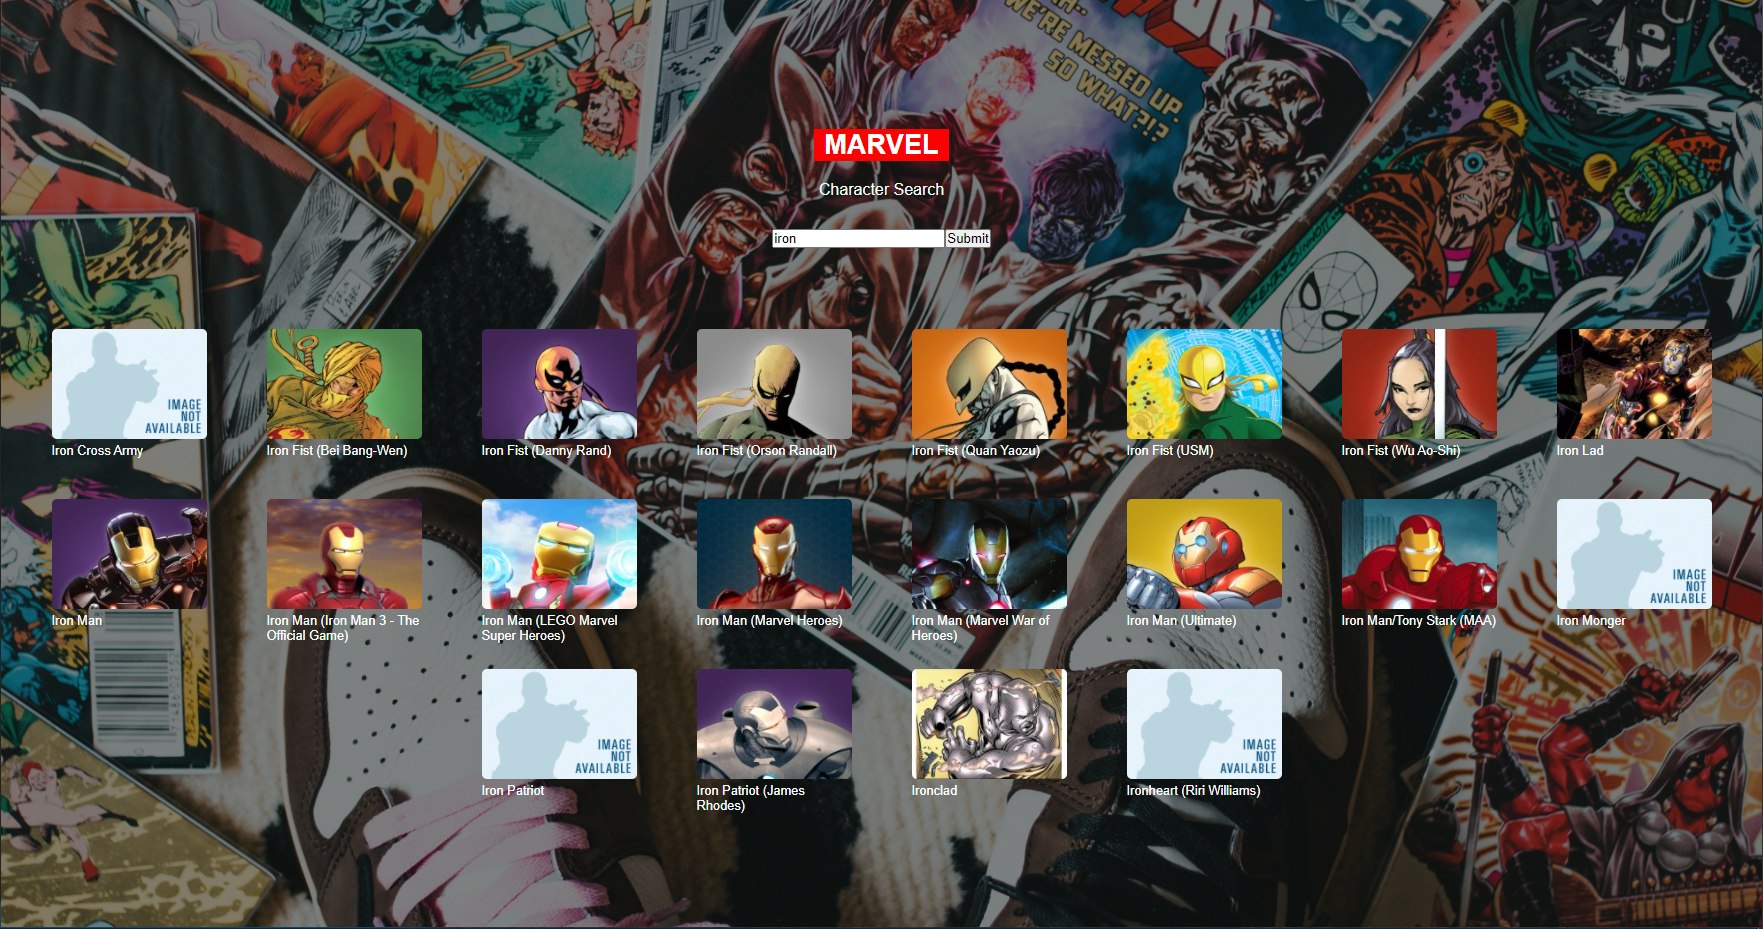 WE'RE MESSED UP.
SO WHAT?!?
MARVEL
Character Search
iron
Submit
IMAGE
NOT
AVAILABLE
Iron Cross Army
Iron Fist (Bei Bang-Wen)
Iron Fist (Danny Rand)
Iron Fist (Orson Randall)
Iron Fist (Quan Yaozu)
Iron Fist (USM)
Iron Fist (Wu Ao-Shi)
Iron Lad
Iron Man
Iron Man (Iron Man 3 - The
Official Game)
Iron Man (LEGO Marvel
Super Heroes)
Iron Man (Marvel Heroes)
Iron Man (Marvel War of
Heroes)
Iron Man (Ultimate)
Iron Man/Tony Stark (MAA)
IMAGE
NOT
AVAILABLE
Iron Monger
IMAGE
NOT
AVAILABLE
Iron Patriot
Iron Patriot (James
Rhodes)
Ironclad
IMAGE
NOT
AVAILABLE
Ironheart (Riri Williams)